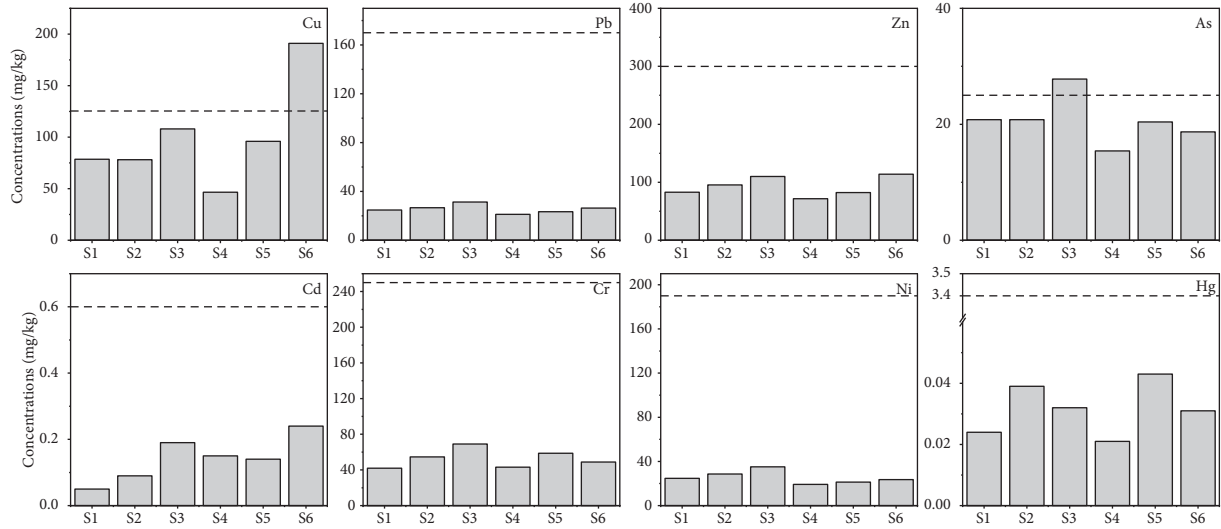 Concentrations (mg/kg)
Cu
200
150
100
50
0
S1 S2 S3 S4 S5 S6
Pb
160
120
80
40
0
S1 S2 S3 S4 S5 S6
Zn
400
300
200
100
0
S1 S2 S3 S4 S5 S6
As
40
20
0
S1 S2 S3 S4 S5 S6
Concentrations (mg/kg)
Cd
0.6
0.4
0.2
0.0
S1 S2 S3 S4 S5 S6
Cr
240
200
160
120
80
40
0
S1 S2 S3 S4 S5 S6
Ni
200
160
120
80
40
0
S1 S2 S3 S4 S5 S6
Hg
3.5
3.4
0.04
0.02
0.00
S1 S2 S3 S4 S5 S6